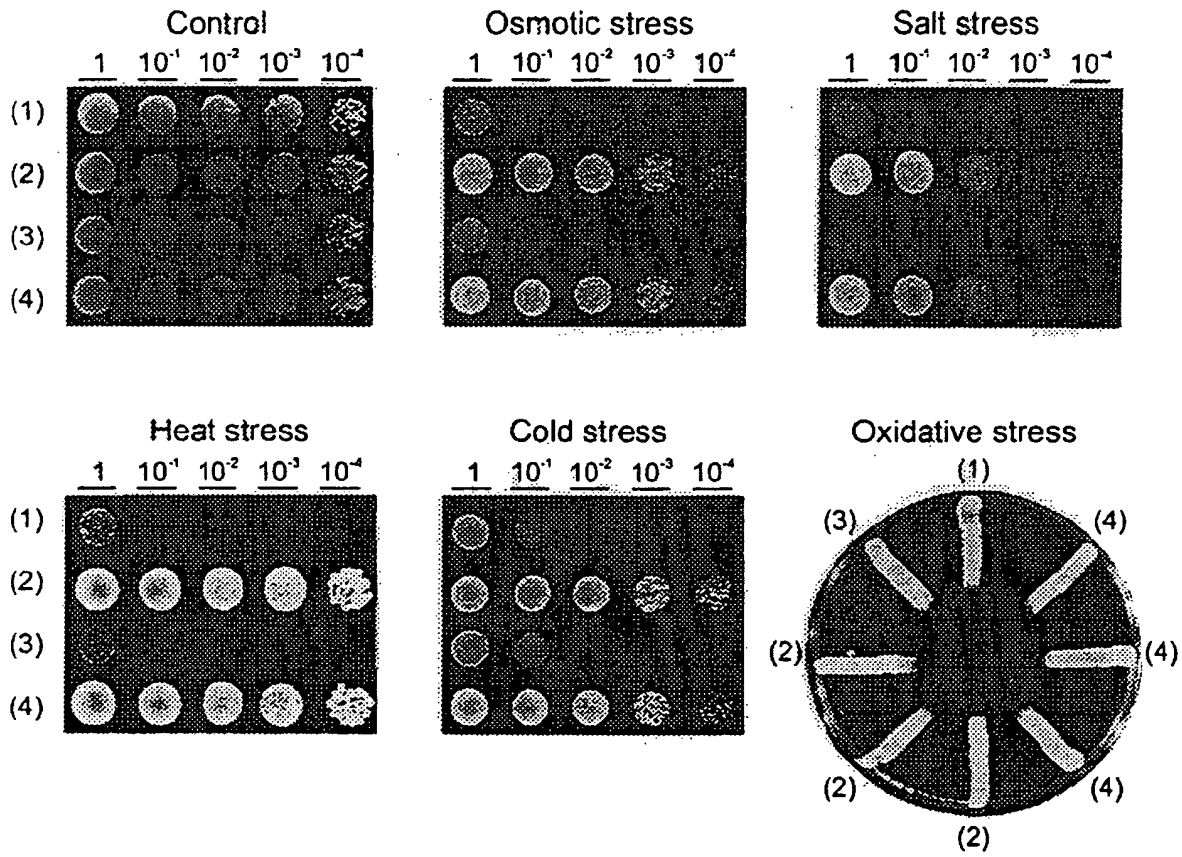 Control Osmotic stress Salt stress
1 10⁻¹ 10⁻² 10⁻³ 10⁻⁴ 1 10⁻¹ 10⁻² 10⁻³ 10⁻⁴ 1 10⁻¹ 10⁻² 10⁻³ 10⁻⁴
(1)
(2)
(3)
(4)
Heat stress Cold stress Oxidative stress
1 10⁻¹ 10⁻² 10⁻³ 10⁻⁴ 1 10⁻¹ 10⁻² 10⁻³ 10⁻⁴ (1)
(1) (3) (4)
(2)
(3) (2) (4)
(4)
(2) (4)
(2)